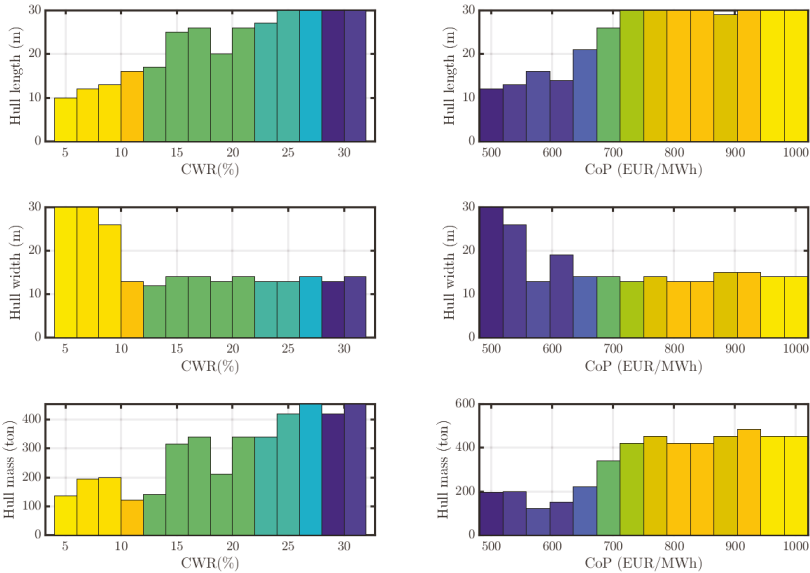 Hull length (m)
30
20
10
0
5 10 15 20 25 30
CWR(%)
Hull length (m)
30
20
10
0
500 600 700 800 900 1000
CoP (EUR/MWh)
Hull width (m)
30
20
10
0
5 10 15 20 25 30
CWR(%)
Hull width (m)
30
20
10
0
500 600 700 800 900 1000
CoP (EUR/MWh)
Hull mass (ton)
400
300
200
100
0
5 10 15 20 25 30
CWR(%)
Hull mass (ton)
600
400
200
0
500 600 700 800 900 1000
CoP (EUR/MWh)